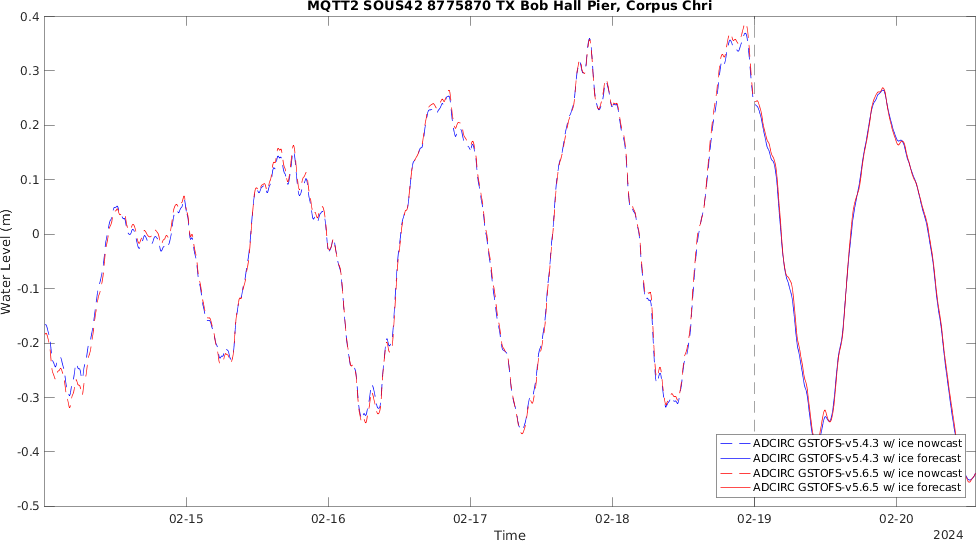 MQTT2 SOUS42 8775870 TX Bob Hall Pier, Corpus Chri
0.4
0.3
0.2
0.1
0
-0.1
-0.2
-0.3
-0.4
-0.5
Water Level (m)
02-15 02-16 02-17 02-18 02-19 02-20
Time
2024
ADCIRC GSTOFS-v5.4.3 w/ ice nowcast
ADCIRC GSTOFS-v5.4.3 w/ ice forecast
ADCIRC GSTOFS-v5.6.5 w/ ice nowcast
ADCIRC GSTOFS-v5.6.5 w/ ice forecast